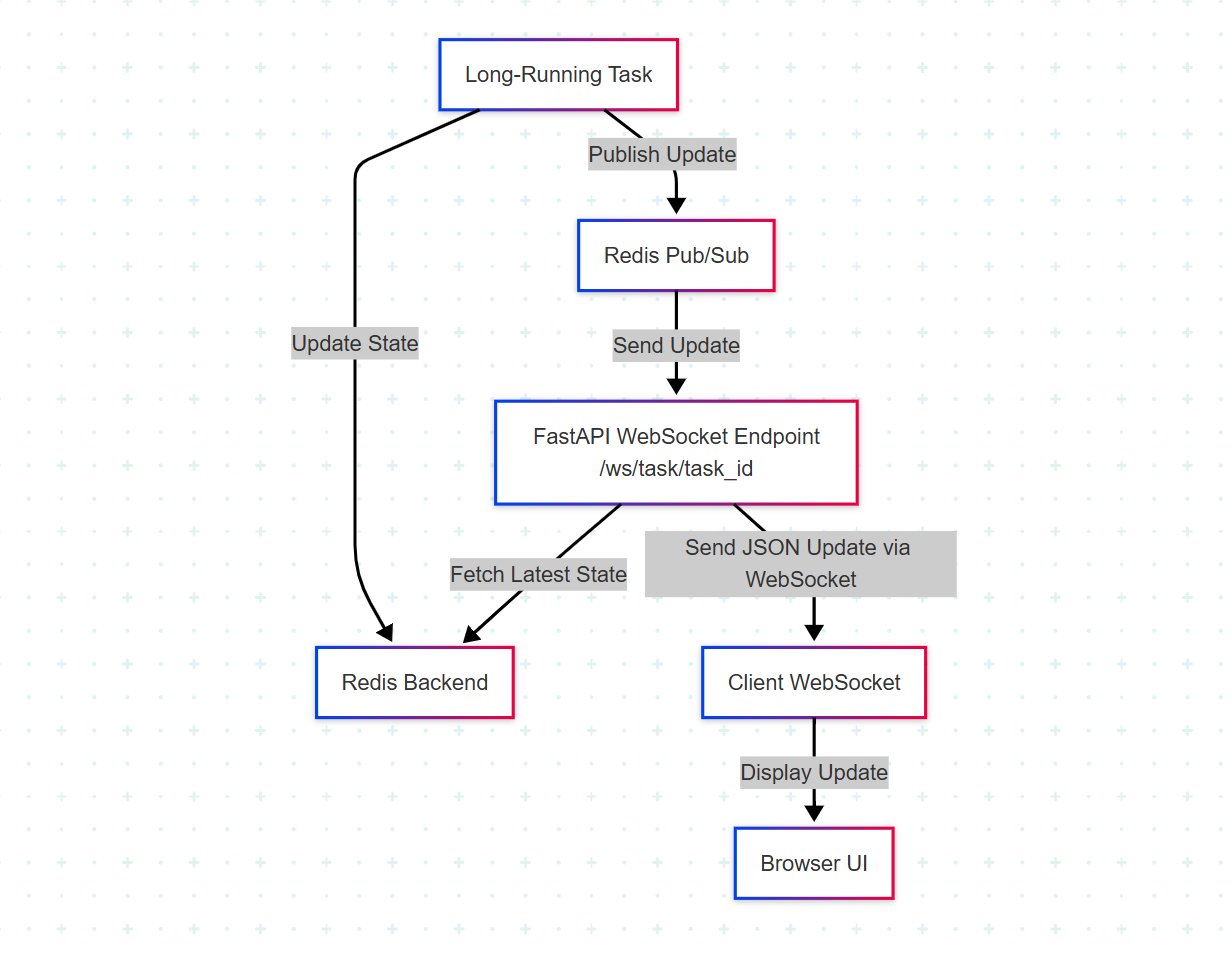 Long-Running Task
Publish Update
Redis Pub/Sub
Update State
Send Update
FastAPI WebSocket Endpoint
/ws/task/task_id
Send JSON Update via
WebSocket
Fetch Latest State
Redis Backend
Client WebSocket
Display Update
Browser UI